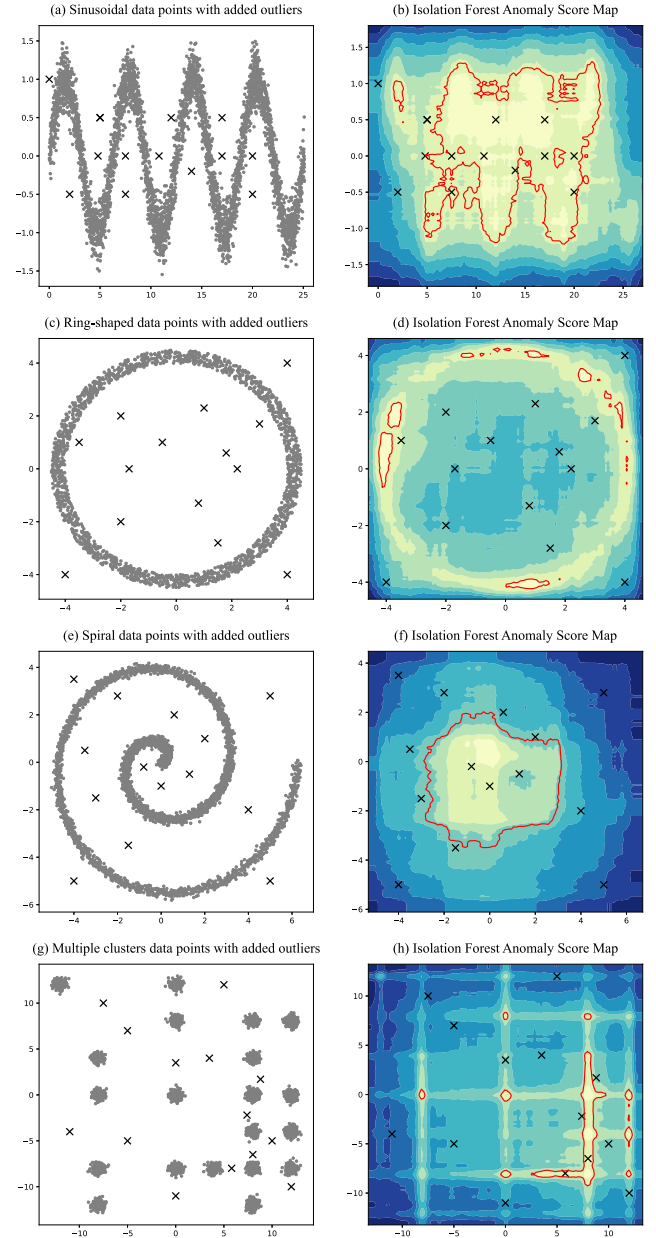 (a) Sinusoidal data points with added outliers
(b) Isolation Forest Anomaly Score Map
1.5
1.0
0.5
0.0
−0.5
−1.0
−1.5
0 5 10 15 20 25
1.5
1.0
0.5
0.0
−0.5
−1.0
−1.5
0 5 10 15 20 25
(c) Ring-shaped data points with added outliers
(d) Isolation Forest Anomaly Score Map
4
2
0
−2
−4
−4 −2 0 2 4
4
2
0
−2
−4
−4 −2 0 2 4
(e) Spiral data points with added outliers
(f) Isolation Forest Anomaly Score Map
4
2
0
−2
−4
−6
−4 −2 0 2 4 6
4
2
0
−2
−4
−6
−4 −2 0 2 4 6
(g) Multiple clusters data points with added outliers
(h) Isolation Forest Anomaly Score Map
10
5
0
−5
−10
−10 −5 0 5 10
10
5
0
−5
−10
−10 −5 0 5 10